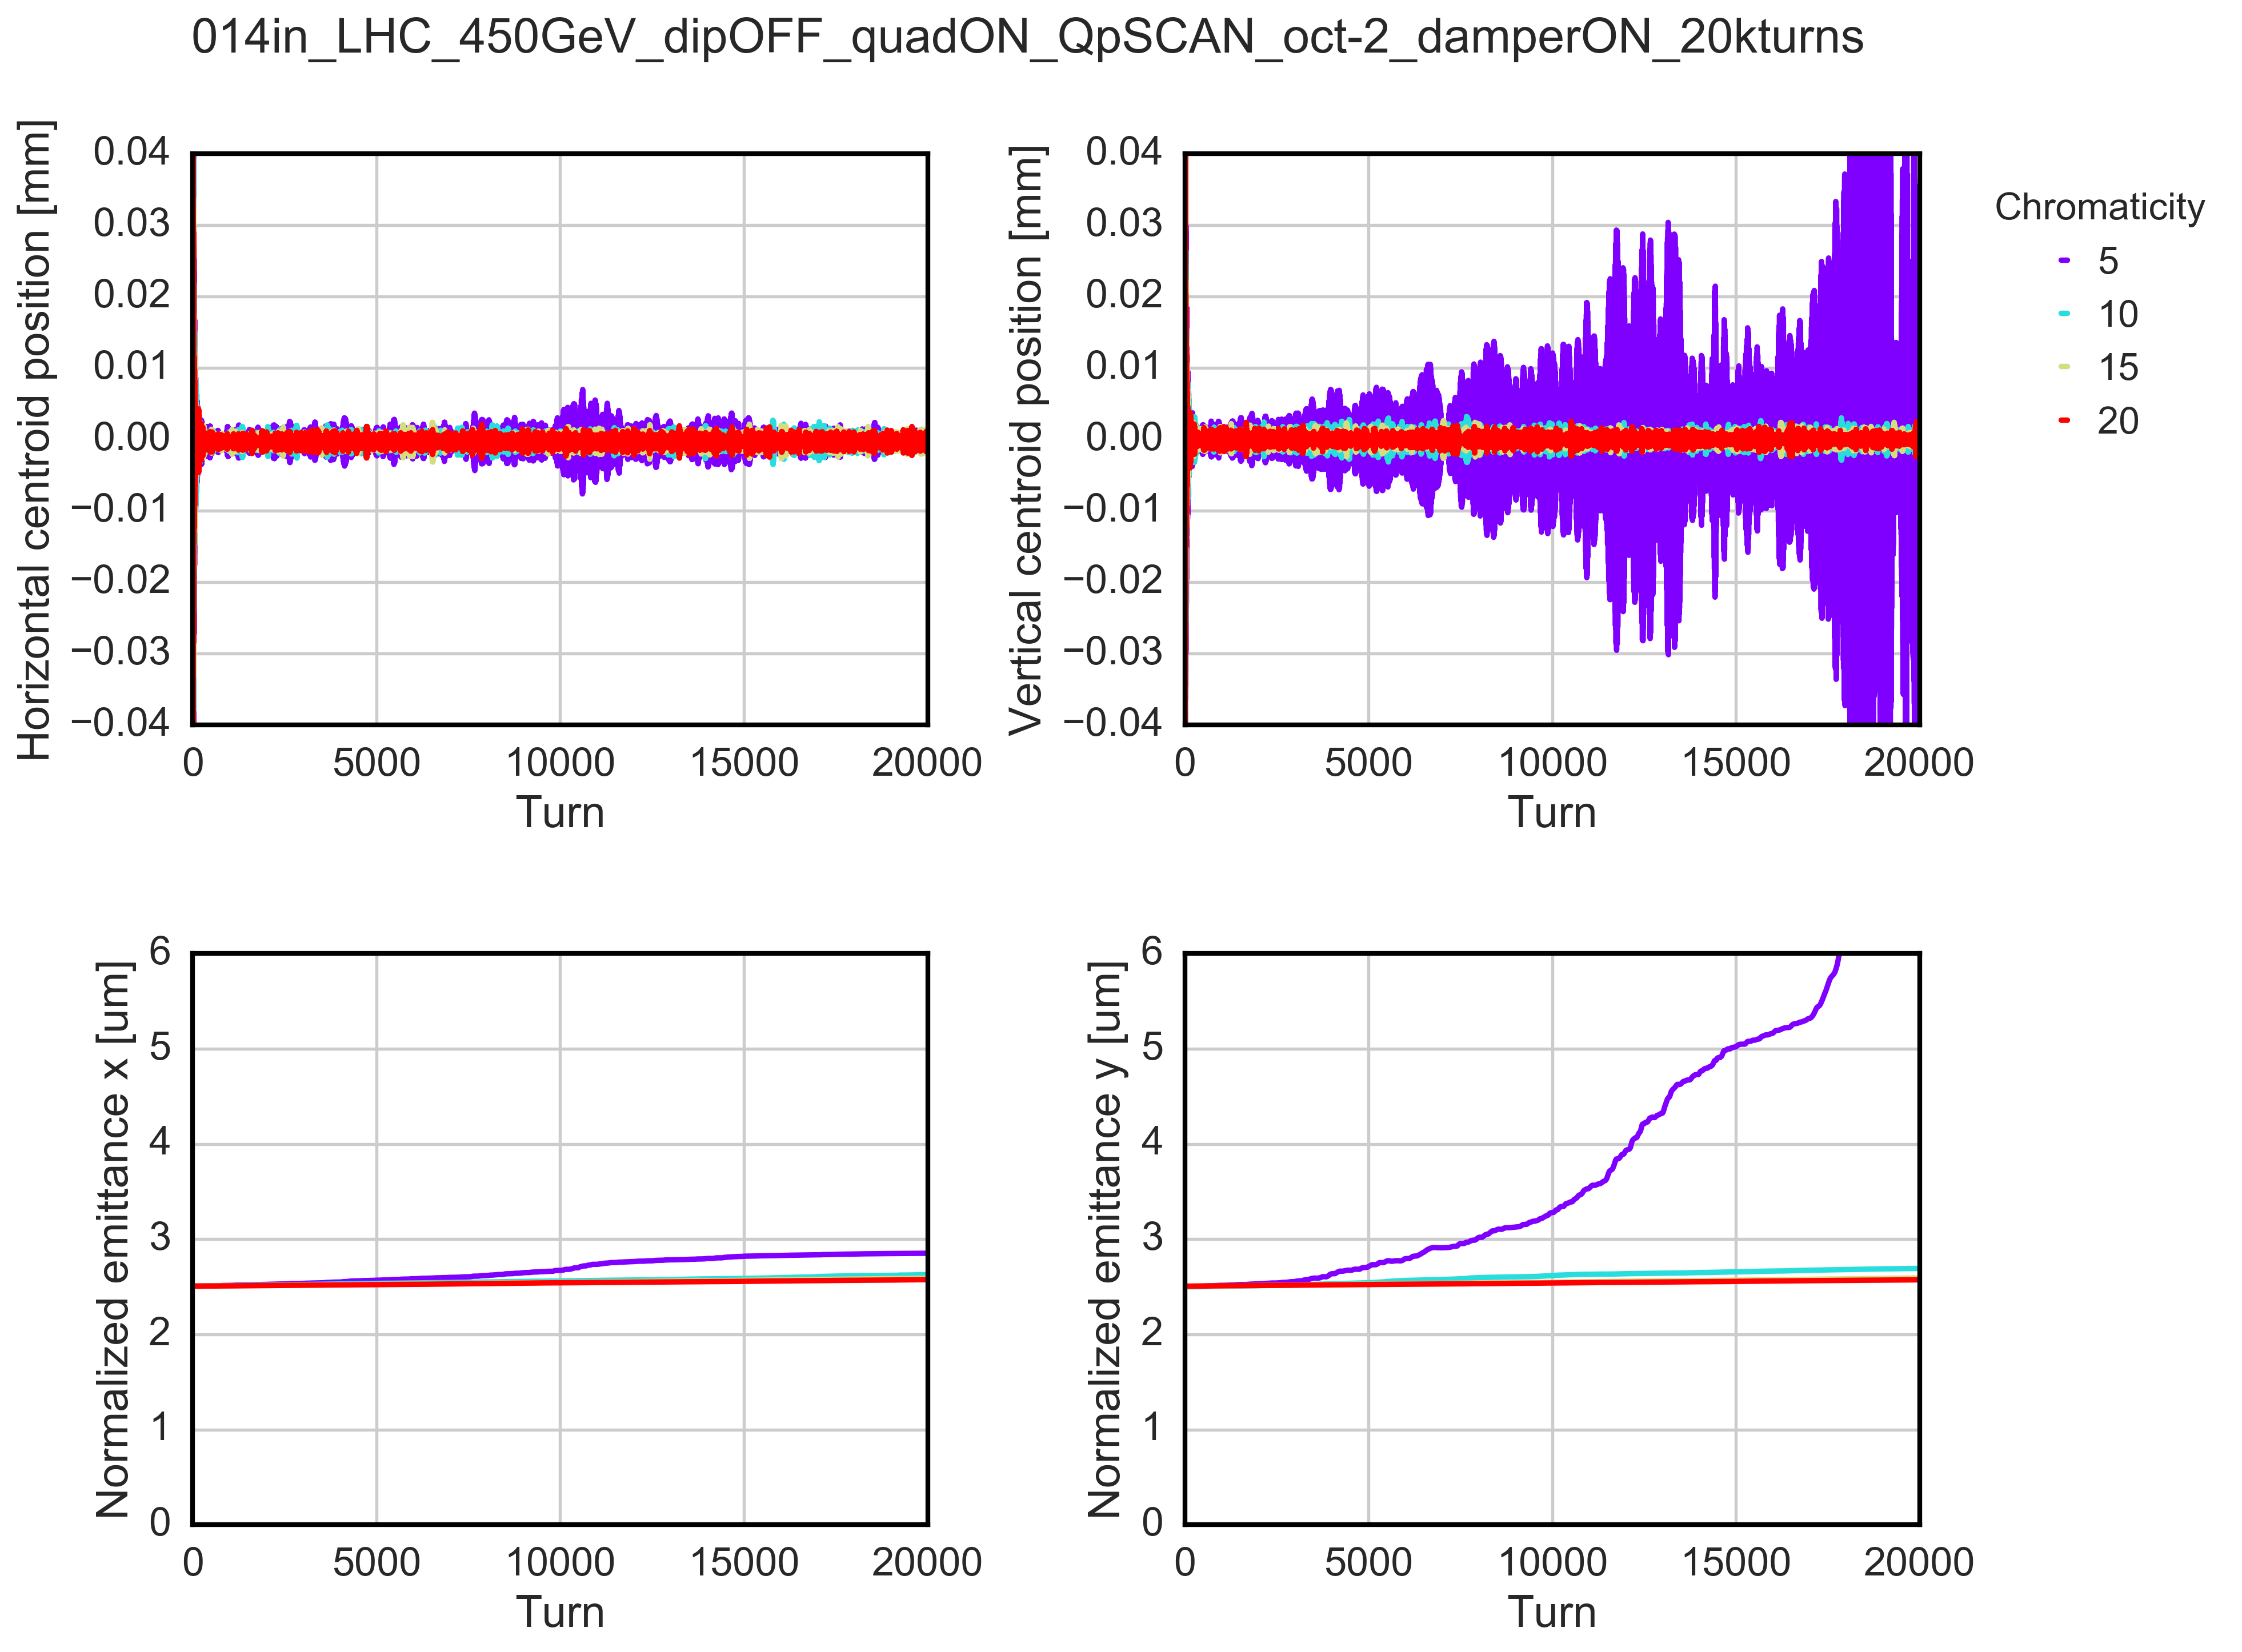 014in_LHC_450GeV_dipOFF_quadON_QpSCAN_oct-2_damperON_20kturns
Horizontal centroid position [mm]
0.04
0.03
0.02
0.01
0.00
−0.01
−0.02
−0.03
−0.04
0 5000 10000 15000 20000
Turn
Vertical centroid position [mm]
0.04
0.03
0.02
0.01
0.00
−0.01
−0.02
−0.03
−0.04
0 5000 10000 15000 20000
Turn
Chromaticity
5
10
15
20
Normalized emittance x [um]
6
5
4
3
2
1
0
0 5000 10000 15000 20000
Turn
Normalized emittance y [um]
6
5
4
3
2
1
0
0 5000 10000 15000 20000
Turn